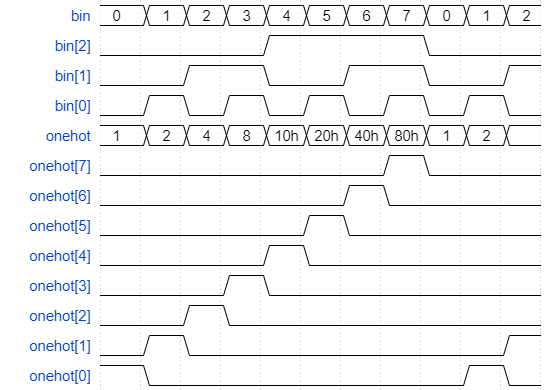 bin 0 1 2 3 4 5 6 7 0 1 2
bin[2]
bin[1]
bin[0]
onehot 1 2 4 8 10h 20h 40h 80h 1 2
onehot[7]
onehot[6]
onehot[5]
onehot[4]
onehot[3]
onehot[2]
onehot[1]
onehot[0]